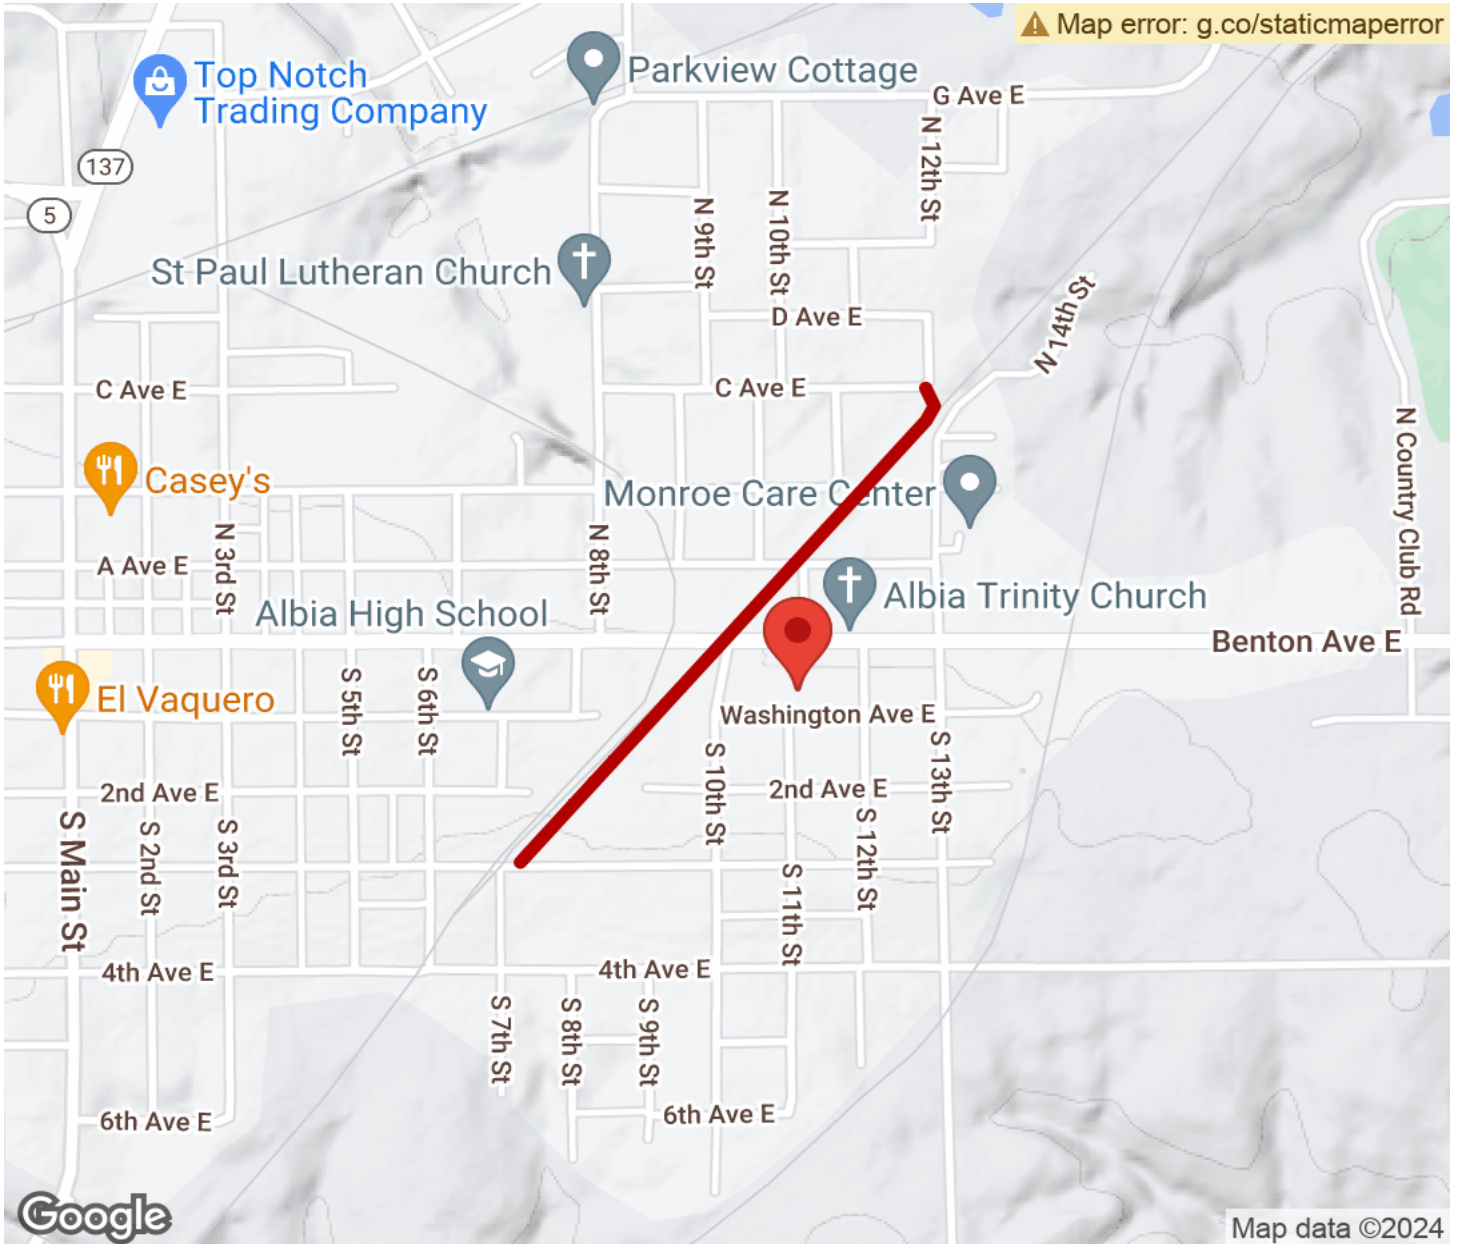 Map error: g.co/staticmaperror
Top Notch
Trading Company
Parkview Cottage
G Ave E
N 12th St
137
5
N 9th St
N 10th St
St Paul Lutheran Church
D Ave E
N 14th St
C Ave E
C Ave E
N Country Club Rd
Casey's
Monroe Care Center
N 3rd St
N 8th St
A Ave E
Albia High School
Albia Trinity Church
Benton Ave E
El Vaquero
S 5th St
S 6th St
Washington Ave E
S 10th St
S 13th St
2nd Ave E
2nd Ave E
S Main St
S 2nd St
S 3rd St
S 12th St
S 11th St
4th Ave E
4th Ave E
S 7th St
S 8th St
S 9th St
6th Ave E
6th Ave E
Google
Map data ©2024